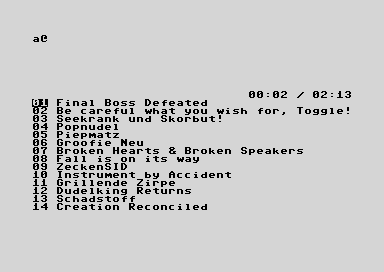 a@
00:02 / 02:13
01 Final Boss Defeated
02 Be careful what you wish for, Toggle!
03 Seekrank und Skorbut!
04 Popnudel
05 Piepmatz
06 Groofie Neu
07 Broken Hearts & Broken Speakers
08 Fall is on its way
09 ZeckenSID
10 Instrument by Accident
11 Grillende Zirpe
12 Dudelking Returns
13 Schadstoff
14 Creation Reconciled